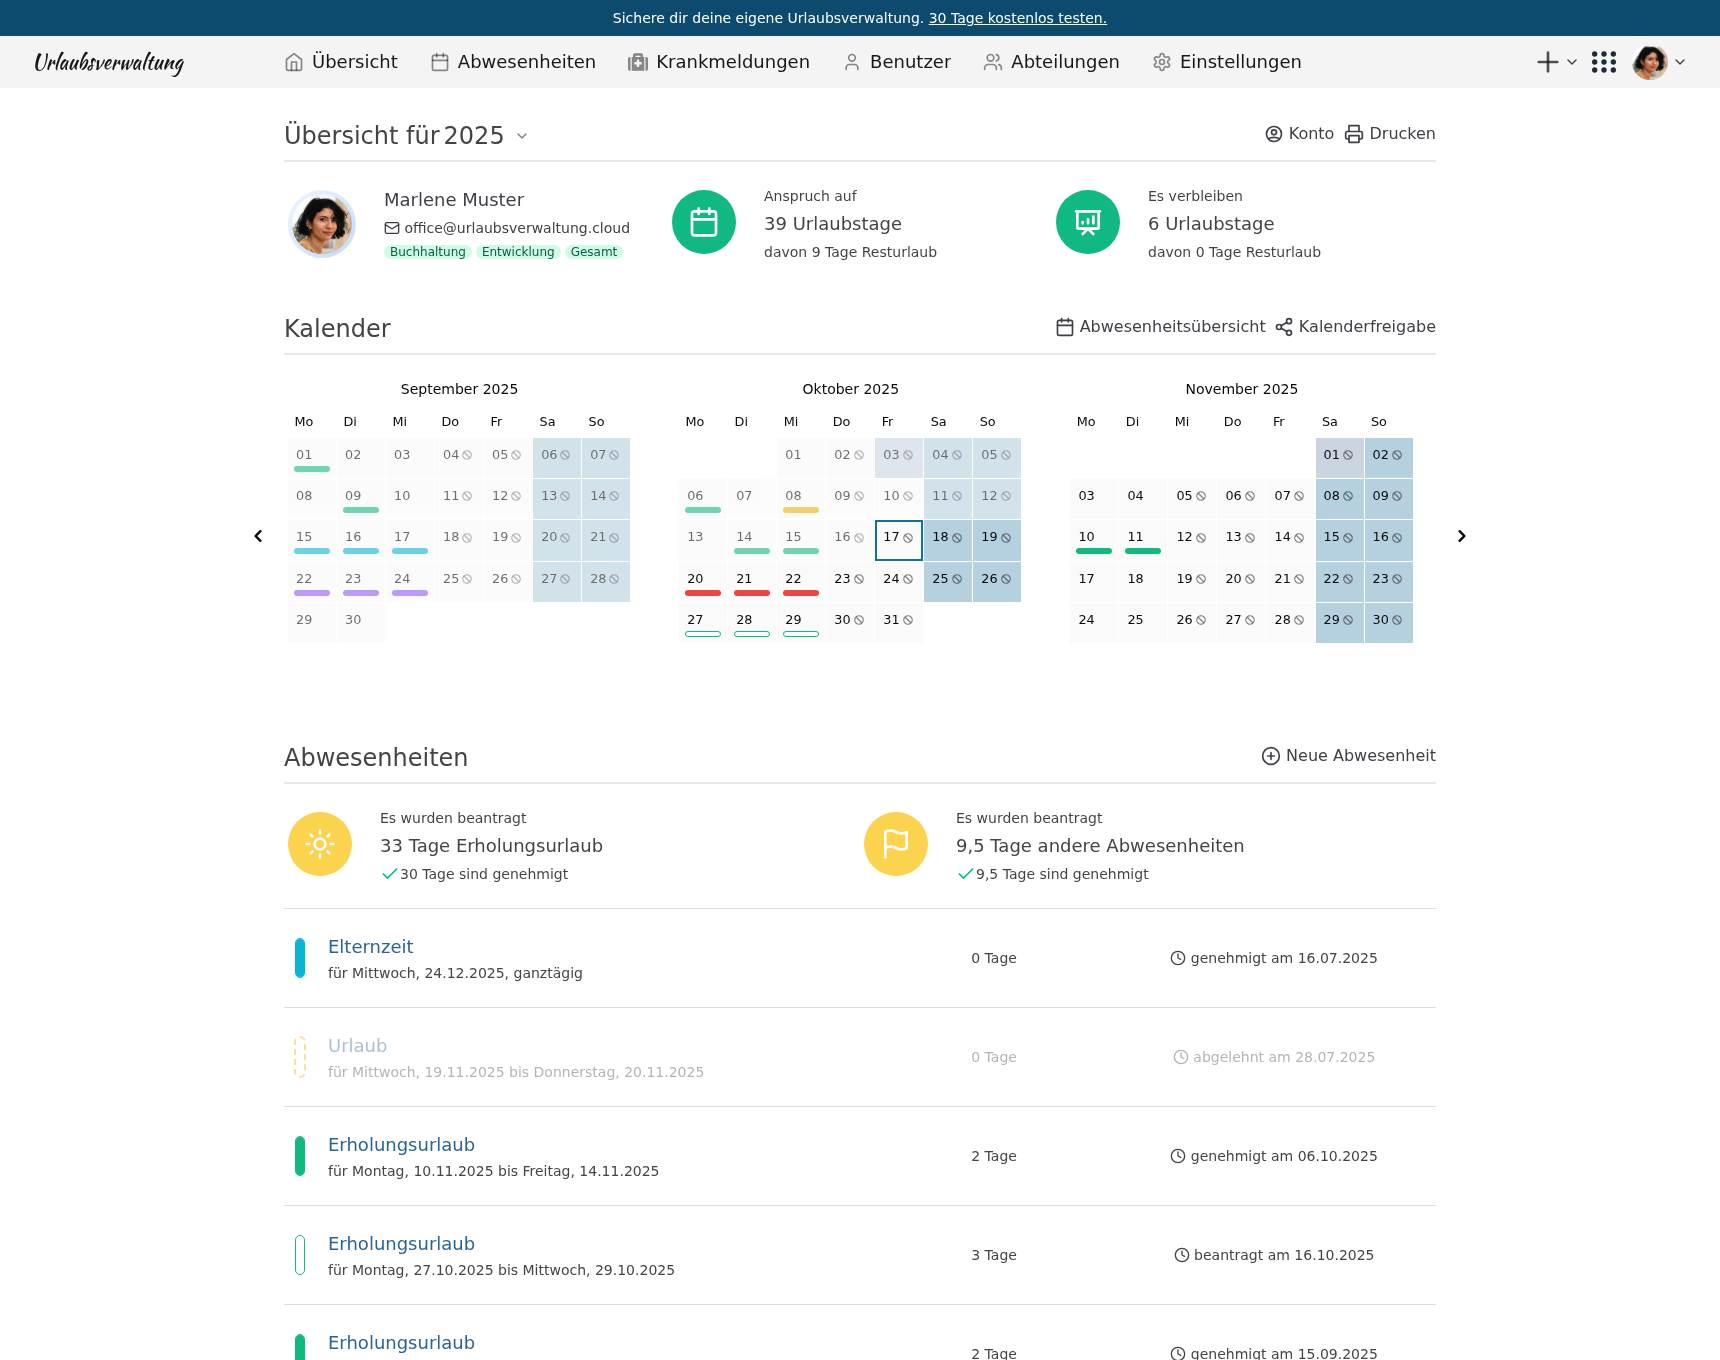 Sichere dir deine eigene Urlaubsverwaltung. 30 Tage kostenlos testen.
Urlaubsverwaltung Übersicht Abwesenheiten Krankmeldungen Benutzer Abteilungen Einstellungen
Übersicht für 2025 Konto Drucken
Marlene Muster
office@urlaubsverwaltung.cloud
Buchhaltung Entwicklung Gesamt
Anspruch auf
39 Urlaubstage
davon 9 Tage Resturlaub
Es verbleiben
6 Urlaubstage
davon 0 Tage Resturlaub
Kalender Abwesenheitsübersicht Kalenderfreigabe
September 2025
Mo Di Mi Do Fr Sa So
01 02 03 04 05 06 07
08 09 10 11 12 13 14
15 16 17 18 19 20 21
22 23 24 25 26 27 28
29 30
Oktober 2025
Mo Di Mi Do Fr Sa So
01 02 03 04 05
06 07 08 09 10 11 12
13 14 15 16 17 18 19
20 21 22 23 24 25 26
27 28 29 30 31
November 2025
Mo Di Mi Do Fr Sa So
01 02
03 04 05 06 07 08 09
10 11 12 13 14 15 16
17 18 19 20 21 22 23
24 25 26 27 28 29 30
Abwesenheiten Neue Abwesenheit
Es wurden beantragt
33 Tage Erholungsurlaub
30 Tage sind genehmigt
Es wurden beantragt
9,5 Tage andere Abwesenheiten
9,5 Tage sind genehmigt
Elternzeit
für Mittwoch, 24.12.2025, ganztägig
0 Tage
genehmigt am 16.07.2025
Urlaub
für Mittwoch, 19.11.2025 bis Donnerstag, 20.11.2025
0 Tage
abgelehnt am 28.07.2025
Erholungsurlaub
für Montag, 10.11.2025 bis Freitag, 14.11.2025
2 Tage
genehmigt am 06.10.2025
Erholungsurlaub
für Montag, 27.10.2025 bis Mittwoch, 29.10.2025
3 Tage
beantragt am 16.10.2025
Erholungsurlaub
2 Tage
genehmigt am 15.09.2025